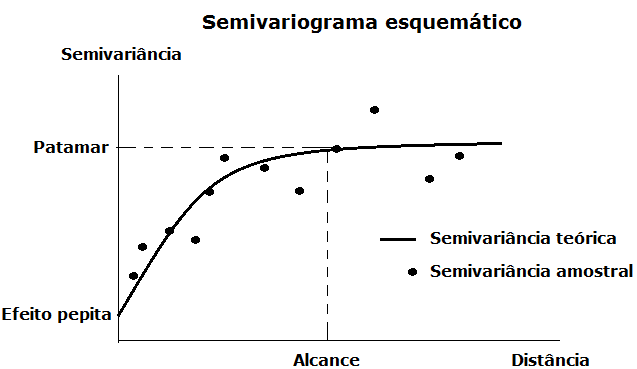 Semivariograma esquemático
Semivariância
Patamar
Semivariância teórica
Semivariância amostral
Efeito pepita
Alcance
Distância